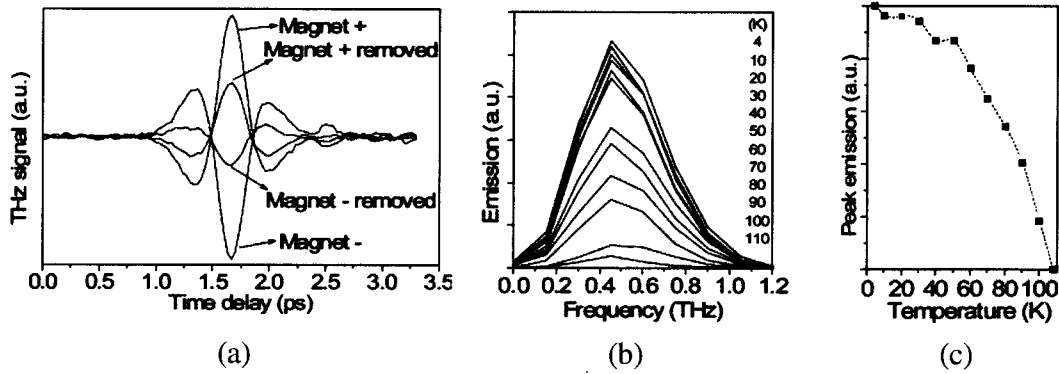 THz signal (a.u.)
Magnet +
Magnet + removed
Magnet - removed
Magnet -
0.0 0.5 1.0 1.5 2.0 2.5 3.0 3.5
Time delay (ps)
(a)
Emission (a.u.)
(K)
4
10
20
30
40
50
60
70
80
90
100
110
0.0 0.2 0.4 0.6 0.8 1.0 1.2
Frequency (THz)
(b)
Peak emission (a.u.)
0 20 40 60 80 100
Temperature (K)
(c)